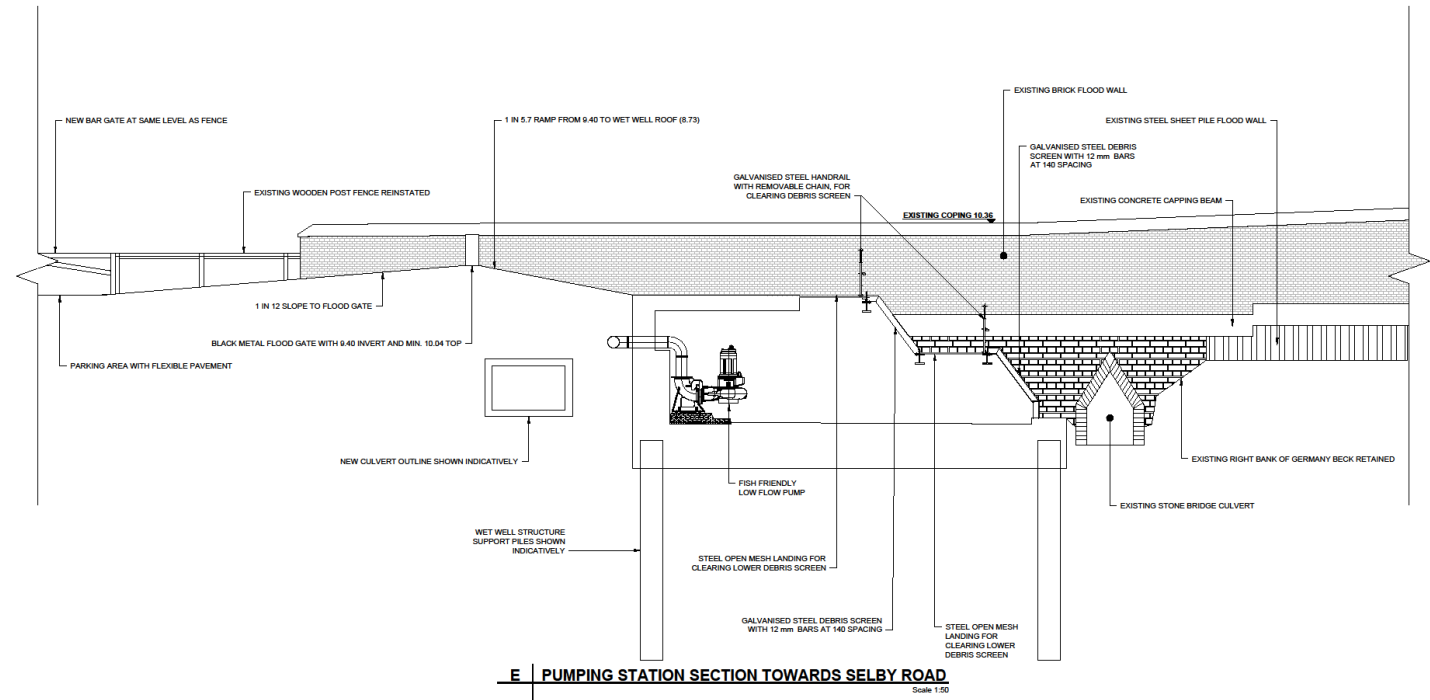 EXISTING BRICK FLOOD WALL
NEW BAR GATE AT SAME LEVEL AS FENCE
1 IN 5.7 RAMP FROM 9.40 TO WET WELL ROOF (8.73)
EXISTING STEEL SHEET PILE FLOOD WALL
GALVANISED STEEL DEBRIS
SCREEN WITH 12 mm BARS
AT 140 SPACING
GALVANISED STEEL HANDRAIL
WITH REMOVABLE CHAIN, FOR
CLEARING DEBRIS SCREEN
EXISTING WOODEN POST FENCE REINSTATED
EXISTING CONCRETE CAPPING BEAM
EXISTING COPING 10.36
1 IN 12 SLOPE TO FLOOD GATE
BLACK METAL FLOOD GATE WITH 9.40 INVERT AND MIN. 10.04 TOP
PARKING AREA WITH FLEXIBLE PAVEMENT
NEW CULVERT OUTLINE SHOWN INDICATIVELY
EXISTING RIGHT BANK OF GERMANY BECK RETAINED
FISH FRIENDLY
LOW FLOW PUMP
EXISTING STONE BRIDGE CULVERT
WET WELL STRUCTURE
SUPPORT PILES SHOWN
INDICATIVELY
STEEL OPEN MESH LANDING FOR
CLEARING LOWER DEBRIS SCREEN
GALVANISED STEEL DEBRIS SCREEN
WITH 12 mm BARS AT 140 SPACING
STEEL OPEN MESH
LANDING FOR
CLEARING LOWER
DEBRIS SCREEN
E PUMPING STATION SECTION TOWARDS SELBY ROAD
Scale 1:50